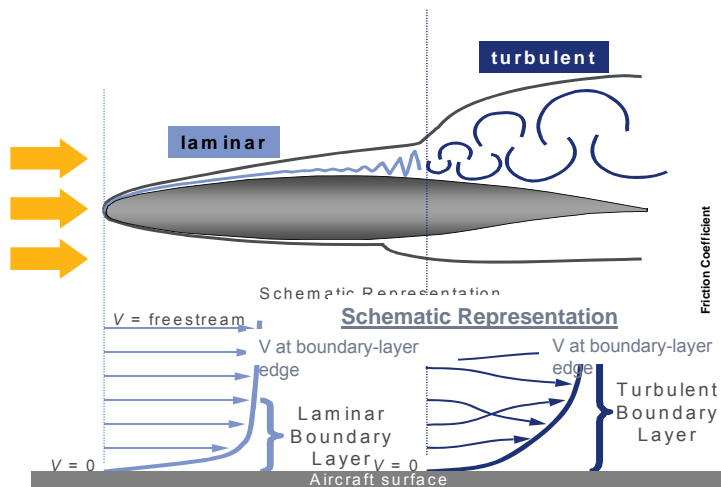 turbulent
laminar
Friction Coefficient
Schematic Representation
Schematic Representation
V = freestream
V at boundary-layer
edge
V at boundary-layer
edge
Laminar
Boundary
Layer
Turbulent
Boundary
Layer
V = 0
V = 0
Aircraft surface